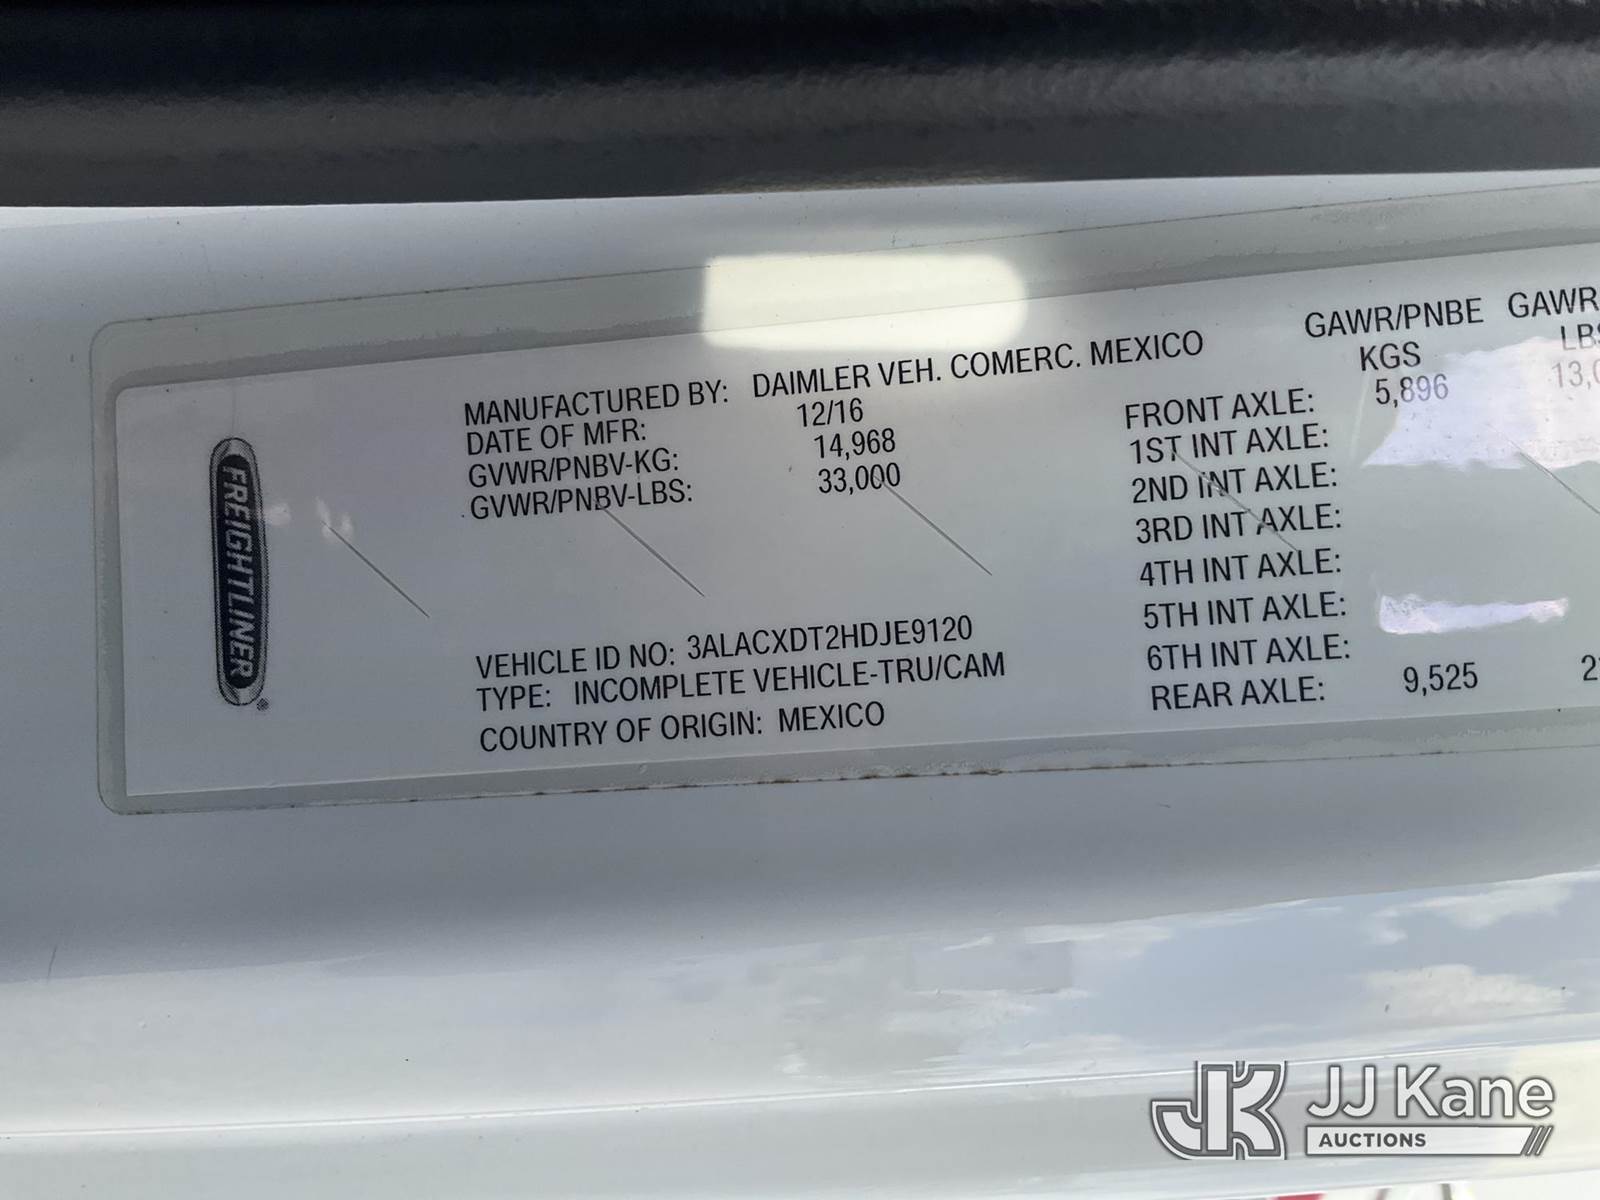 FREIGHTLINER®
MANUFACTURED BY: DAIMLER VEH. COMERC. MEXICO
DATE OF MFR: 12/16
GVWR/PNBV-KG: 14,968
GVWR/PNBV-LBS: 33,000
VEHICLE ID NO: 3ALACXDT2HDJE9120
TYPE: INCOMPLETE VEHICLE-TRU/CAM
COUNTRY OF ORIGIN: MEXICO
GAWR/PNBE GAWR
KGS LBS
FRONT AXLE: 5,896
1ST INT AXLE:
2ND INT AXLE:
3RD INT AXLE:
4TH INT AXLE:
5TH INT AXLE:
6TH INT AXLE:
REAR AXLE: 9,525
JK JJ Kane
AUCTIONS